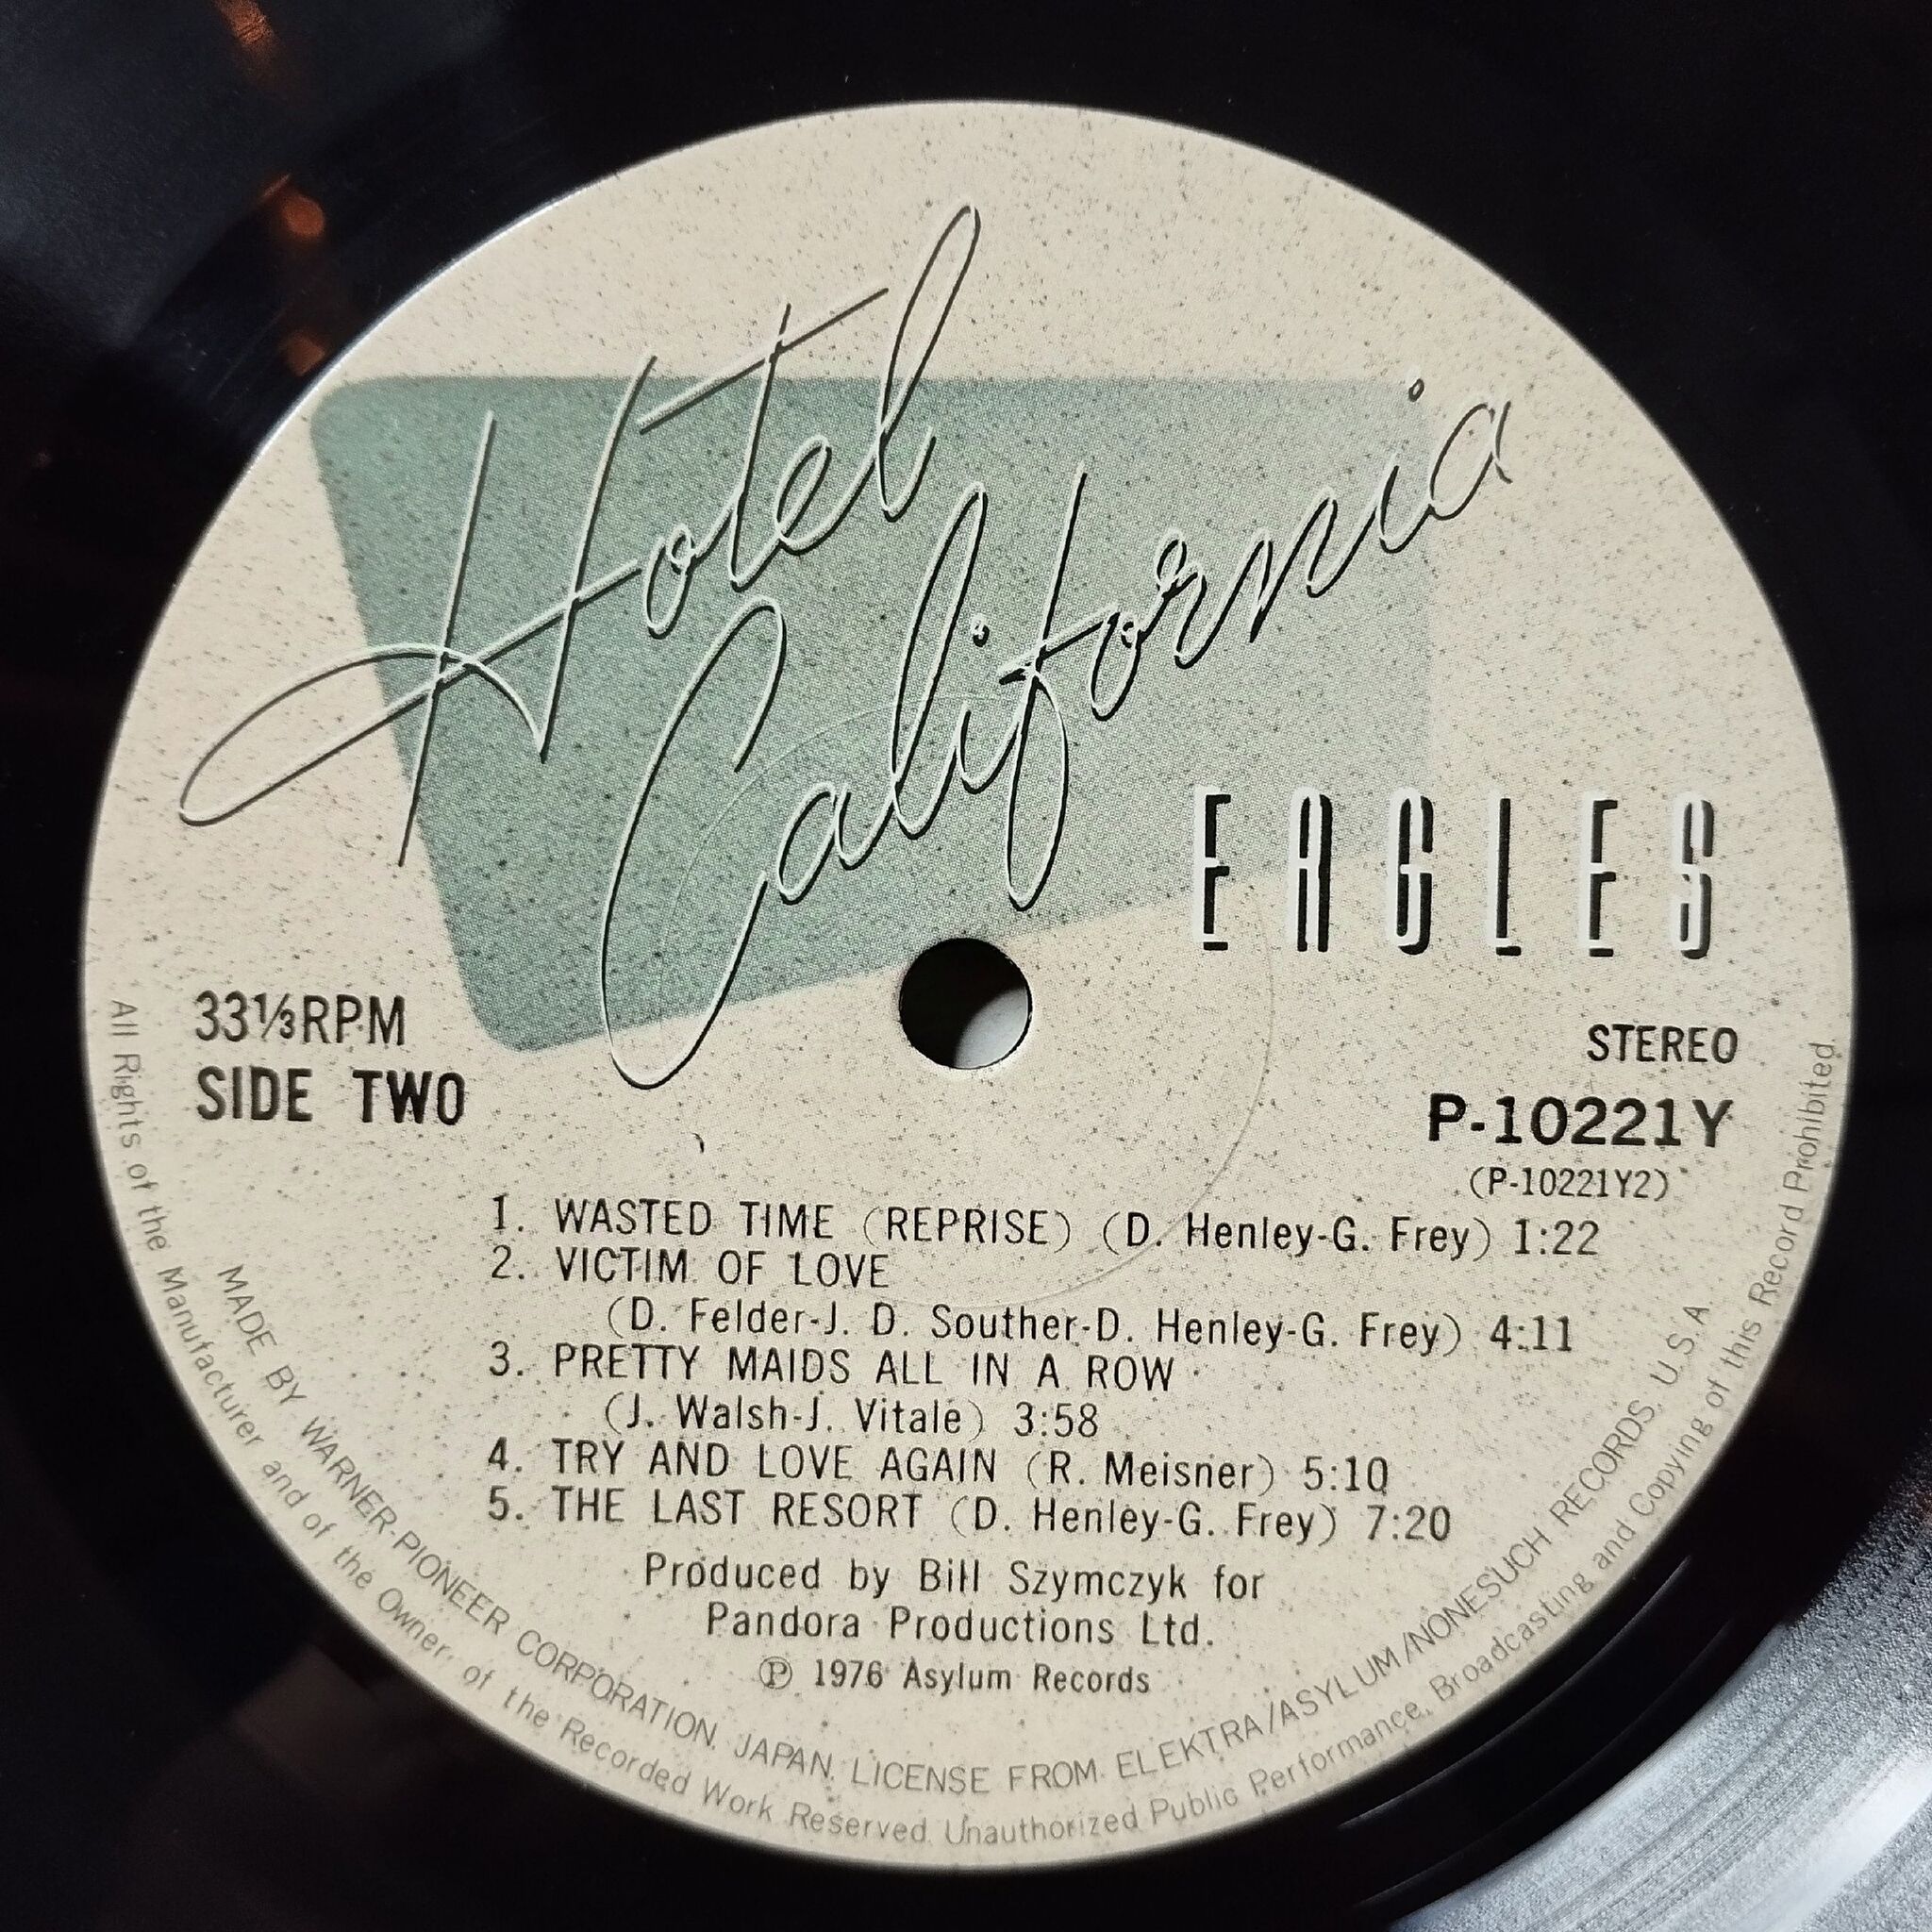 Hotel
California
EAGLES
33⅓RPM
SIDE TWO
STEREO
P-10221Y
(P-10221Y2)
1. WASTED TIME (REPRISE) (D. Henley-G. Frey) 1:22
2. VICTIM OF LOVE
(D. Felder-J. D. Souther-D. Henley-G. Frey) 4:11
3. PRETTY MAIDS ALL IN A ROW
(J. Walsh-J. Vitale) 3:58
4. TRY AND LOVE AGAIN (R. Meisner) 5:10
5. THE LAST RESORT (D. Henley-G. Frey) 7:20
Produced by Bill Szymczyk for
Pandora Productions Ltd.
Ⓟ 1976 Asylum Records
MADE BY WARNER-PIONEER CORPORATION, JAPAN, LICENSE FROM ELEKTRA/ASYLUM/NONESUCH RECORDS, U.S.A.
All Rights of the Manufacturer and of the Owner of the Recorded Work Reserved. Unauthorized Public Performance, Broadcasting and Copying of this Record Prohibited.